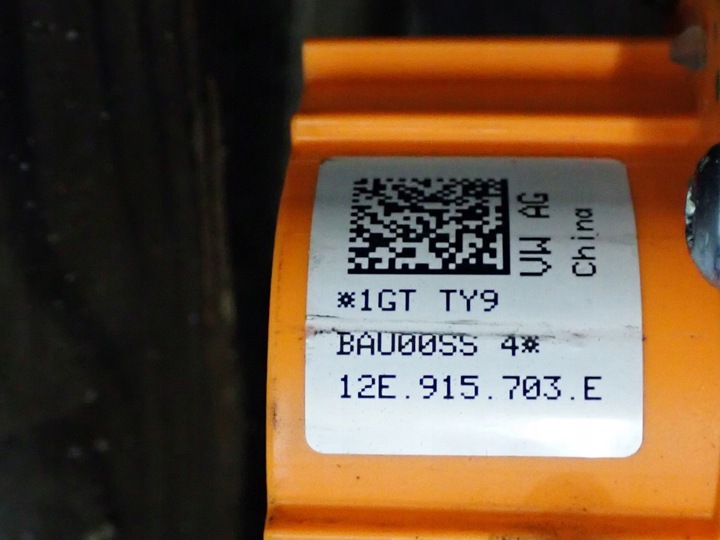 VW AG
China
*1GT TY9
BAU00SS 4*
12E.915.703.E